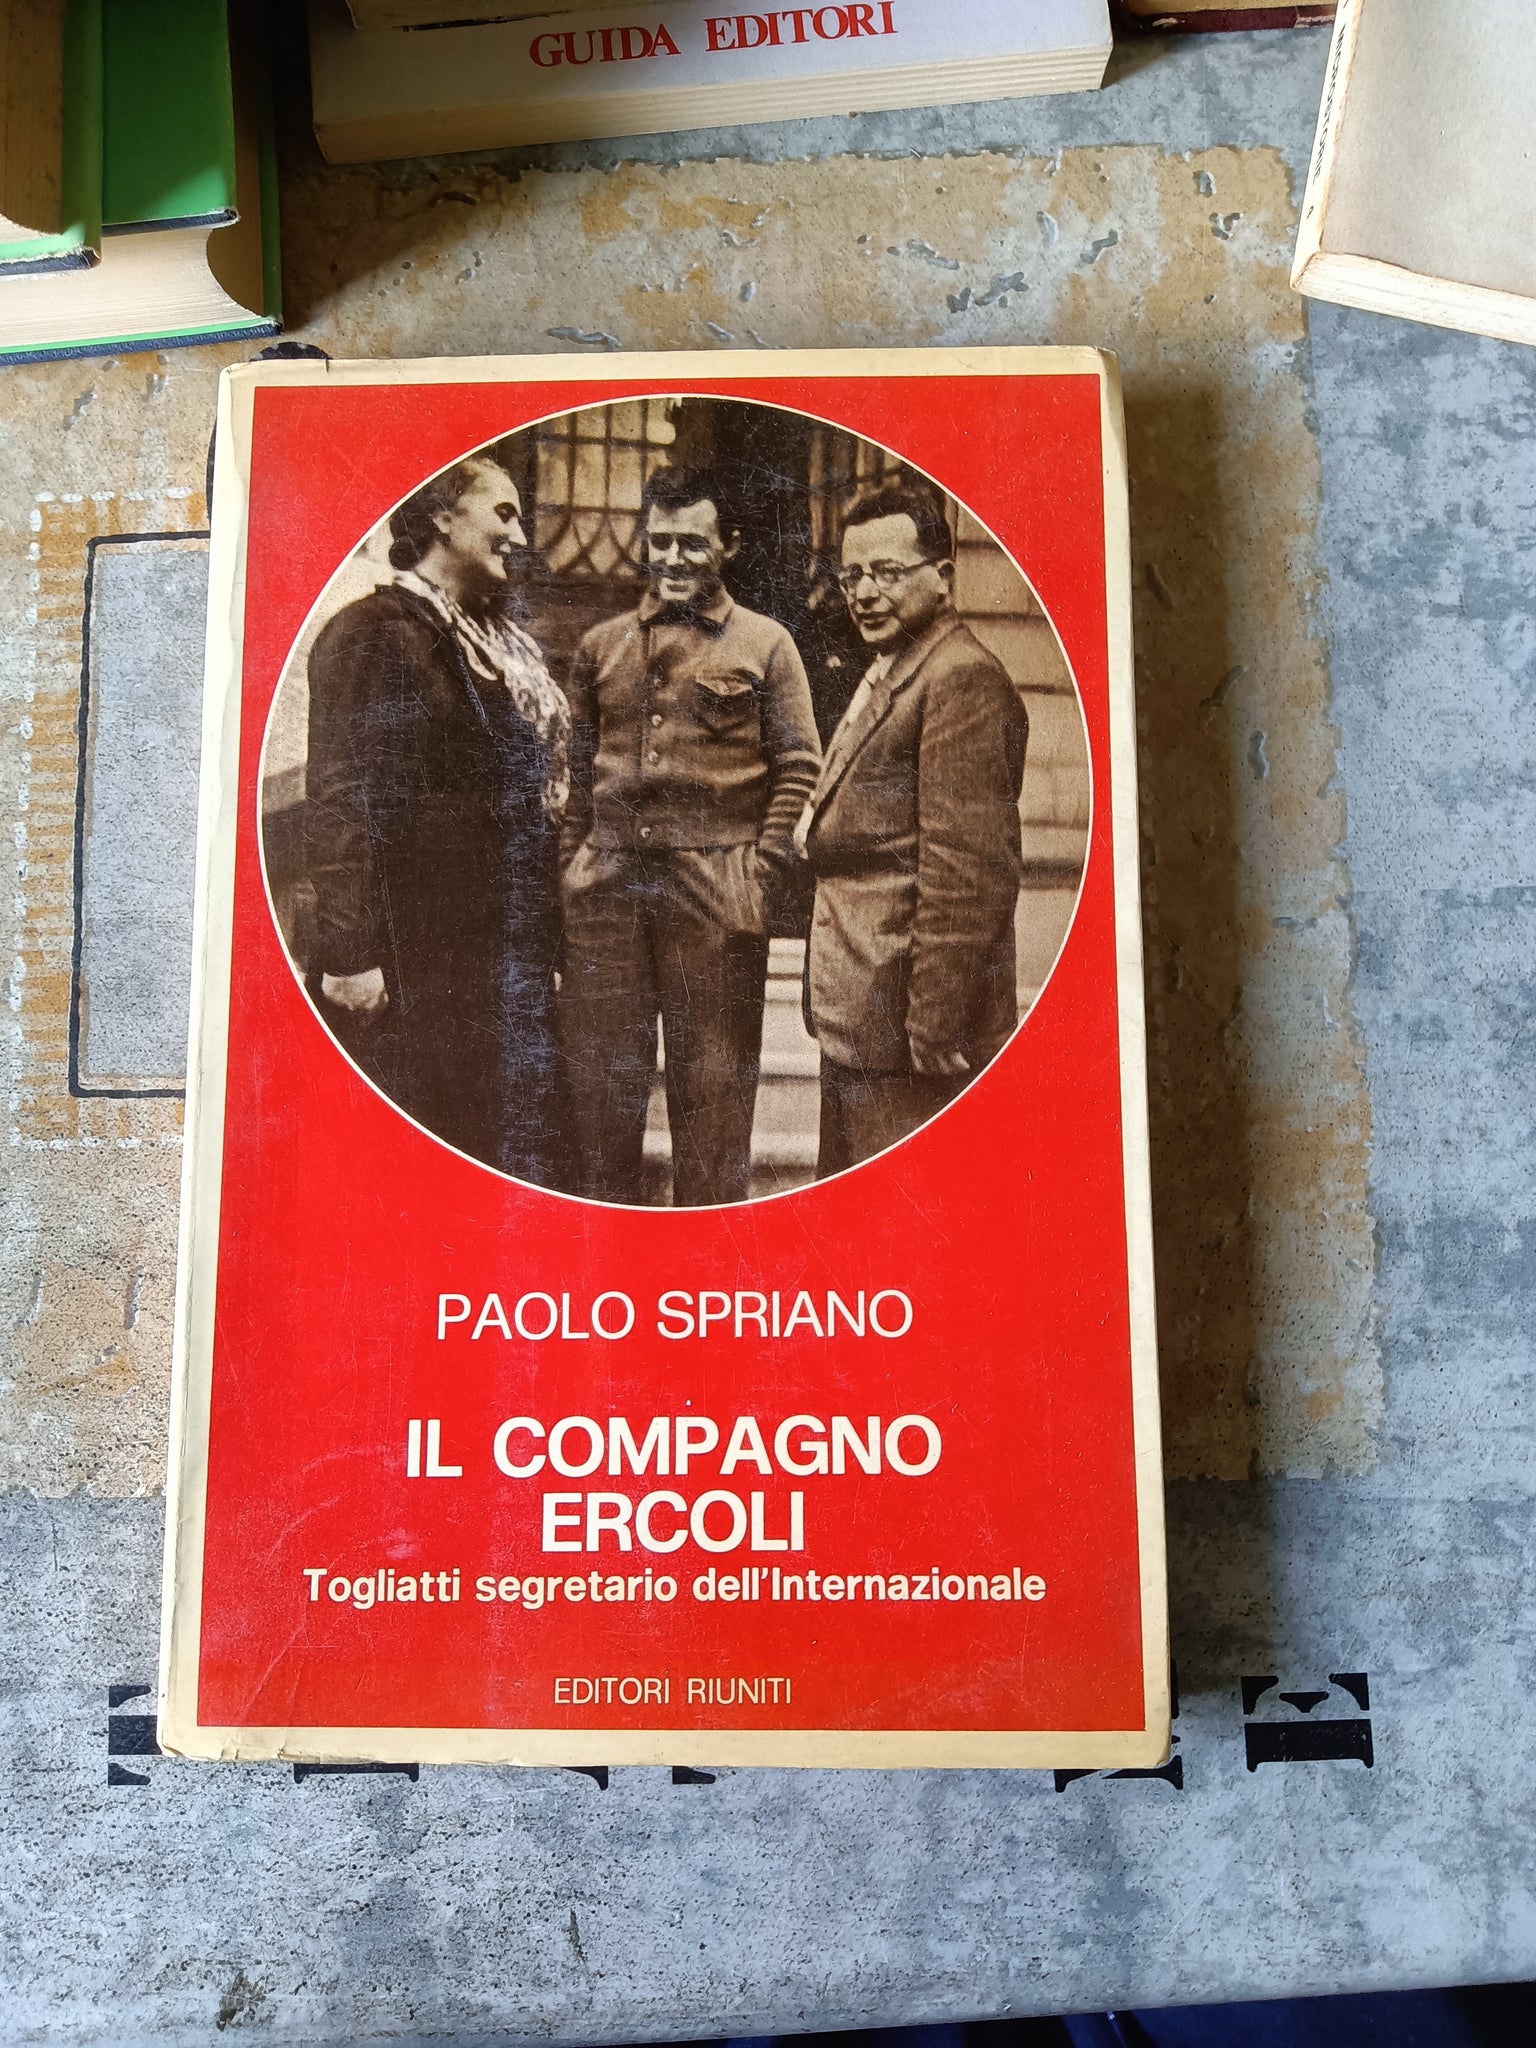 GUIDA EDITORI
PAOLO SPRIANO
IL COMPAGNO
ERCOLI
Togliatti segretario dell'Internazionale
EDITORI RIUNITI